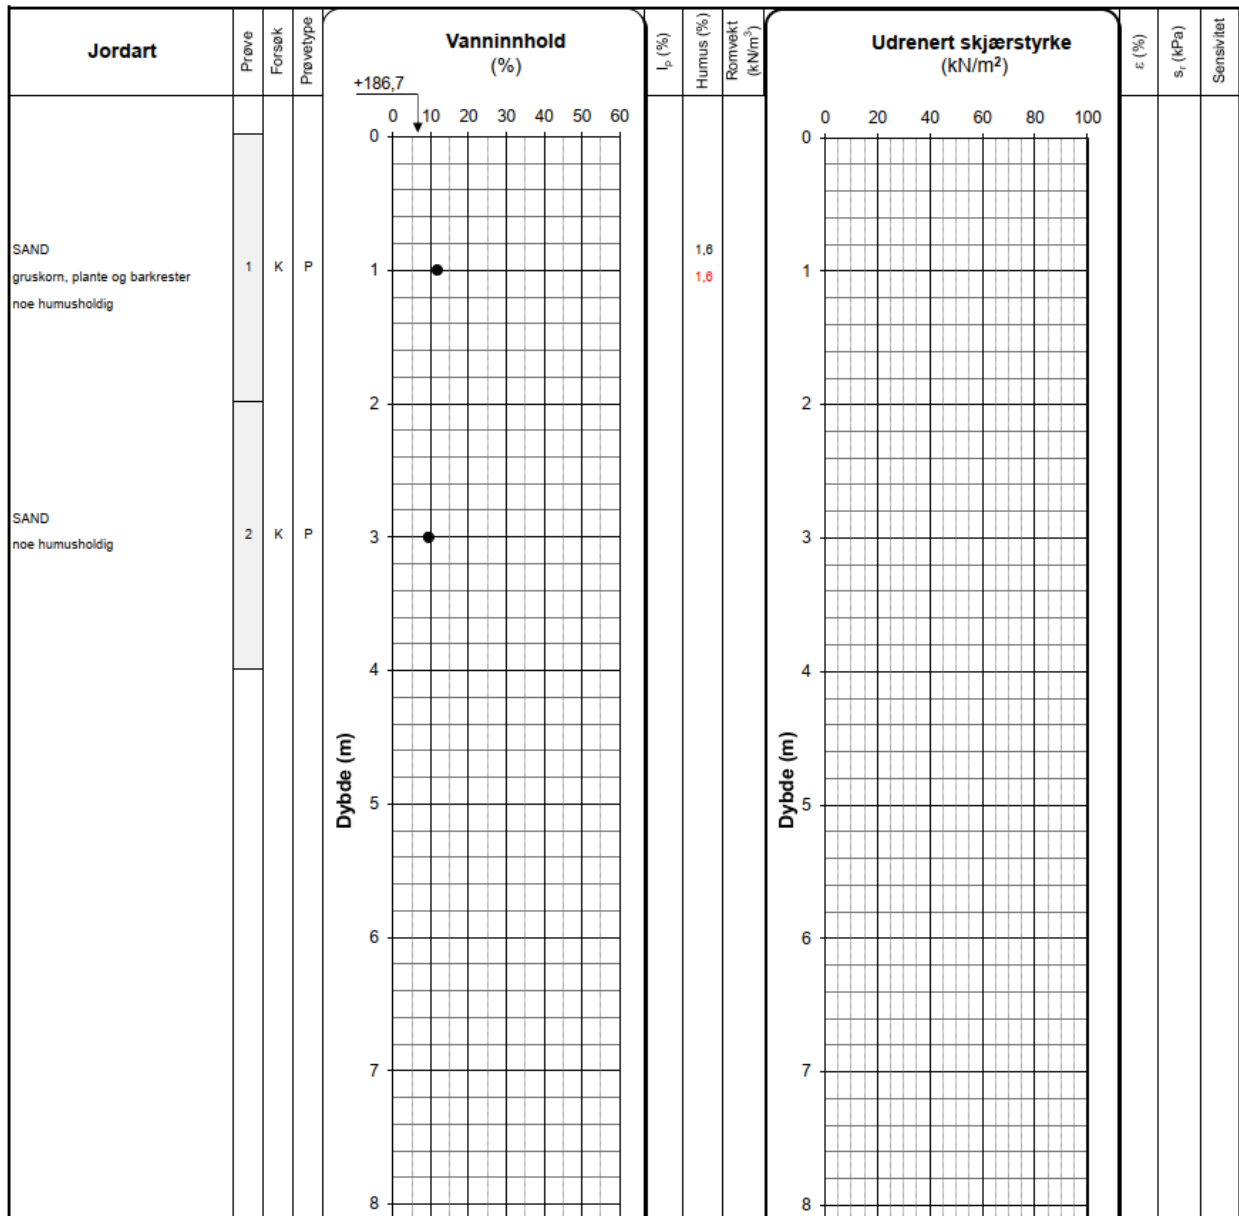 Jordart
Prøve
Forsøk
Prøvetype
Vanninnhold
(%)
+186,7
0 10 20 30 40 50 60
Iₚ (%)
Humus (%)
Romvekt
(kN/m³)
Udrenert skjærstyrke
(kN/m²)
0 20 40 60 80 100
ε (%)
sᵣ (kPa)
Sensivitet
SAND
gruskorn, plante og barkrester
noe humusholdig
1 K P
1,6
1,6
SAND
noe humusholdig
2 K P
0
1
2
3
4
5
6
7
8
Dybde (m)
0
1
2
3
4
5
6
7
8
Dybde (m)